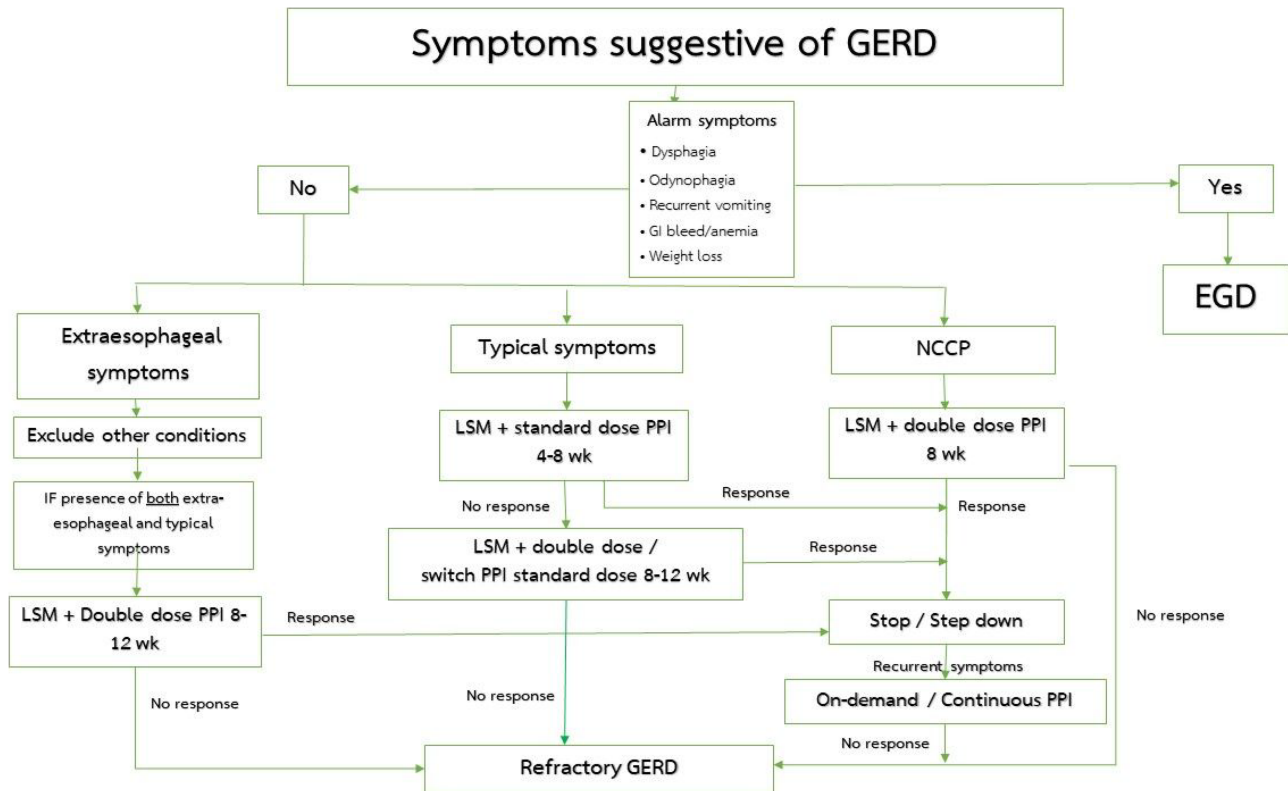 Symptoms suggestive of GERD
Alarm symptoms
• Dysphagia
• Odynophagia
• Recurrent vomiting
• GI bleed/anemia
• Weight loss
No
Yes
EGD
Extraesophageal
symptoms
Typical symptoms
NCCP
Exclude other conditions
LSM + standard dose PPI
4-8 wk
LSM + double dose PPI
8 wk
IF presence of both extra-
esophageal and typical
symptoms
No response
Response
Response
LSM + double dose /
switch PPI standard dose 8-12 wk
Response
LSM + Double dose PPI 8-
12 wk
Response
Stop / Step down
No response
Recurrent symptoms
No response
No response
On-demand / Continuous PPI
No response
Refractory GERD